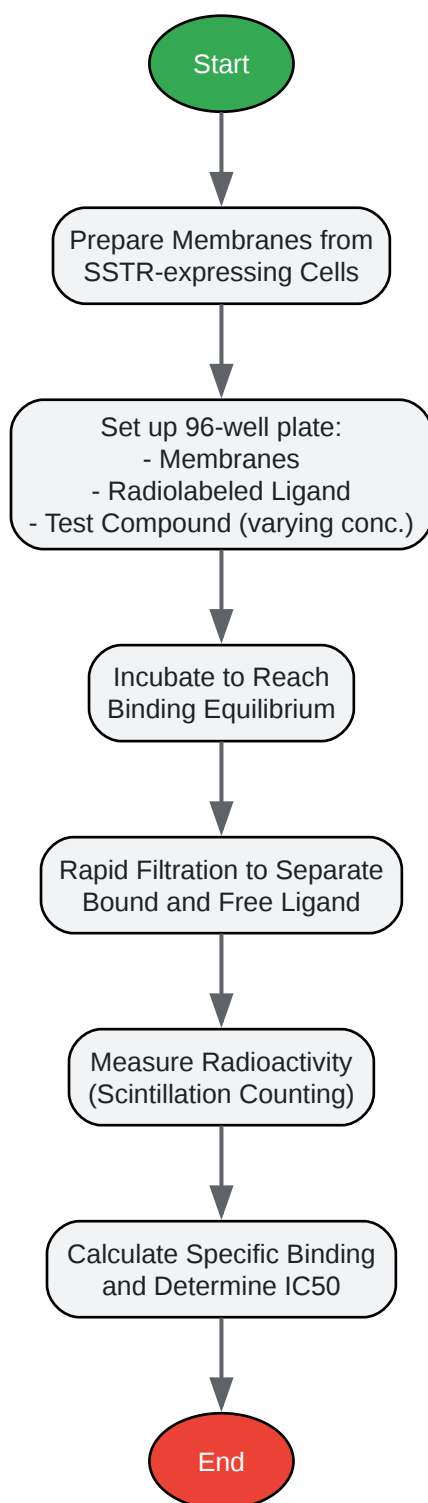 Start
Prepare Membranes from
SSTR-expressing Cells
Set up 96-well plate:
- Membranes
- Radiolabeled Ligand
- Test Compound (varying conc.)
Incubate to Reach
Binding Equilibrium
Rapid Filtration to Separate
Bound and Free Ligand
Measure Radioactivity
(Scintillation Counting)
Calculate Specific Binding
and Determine IC50
End